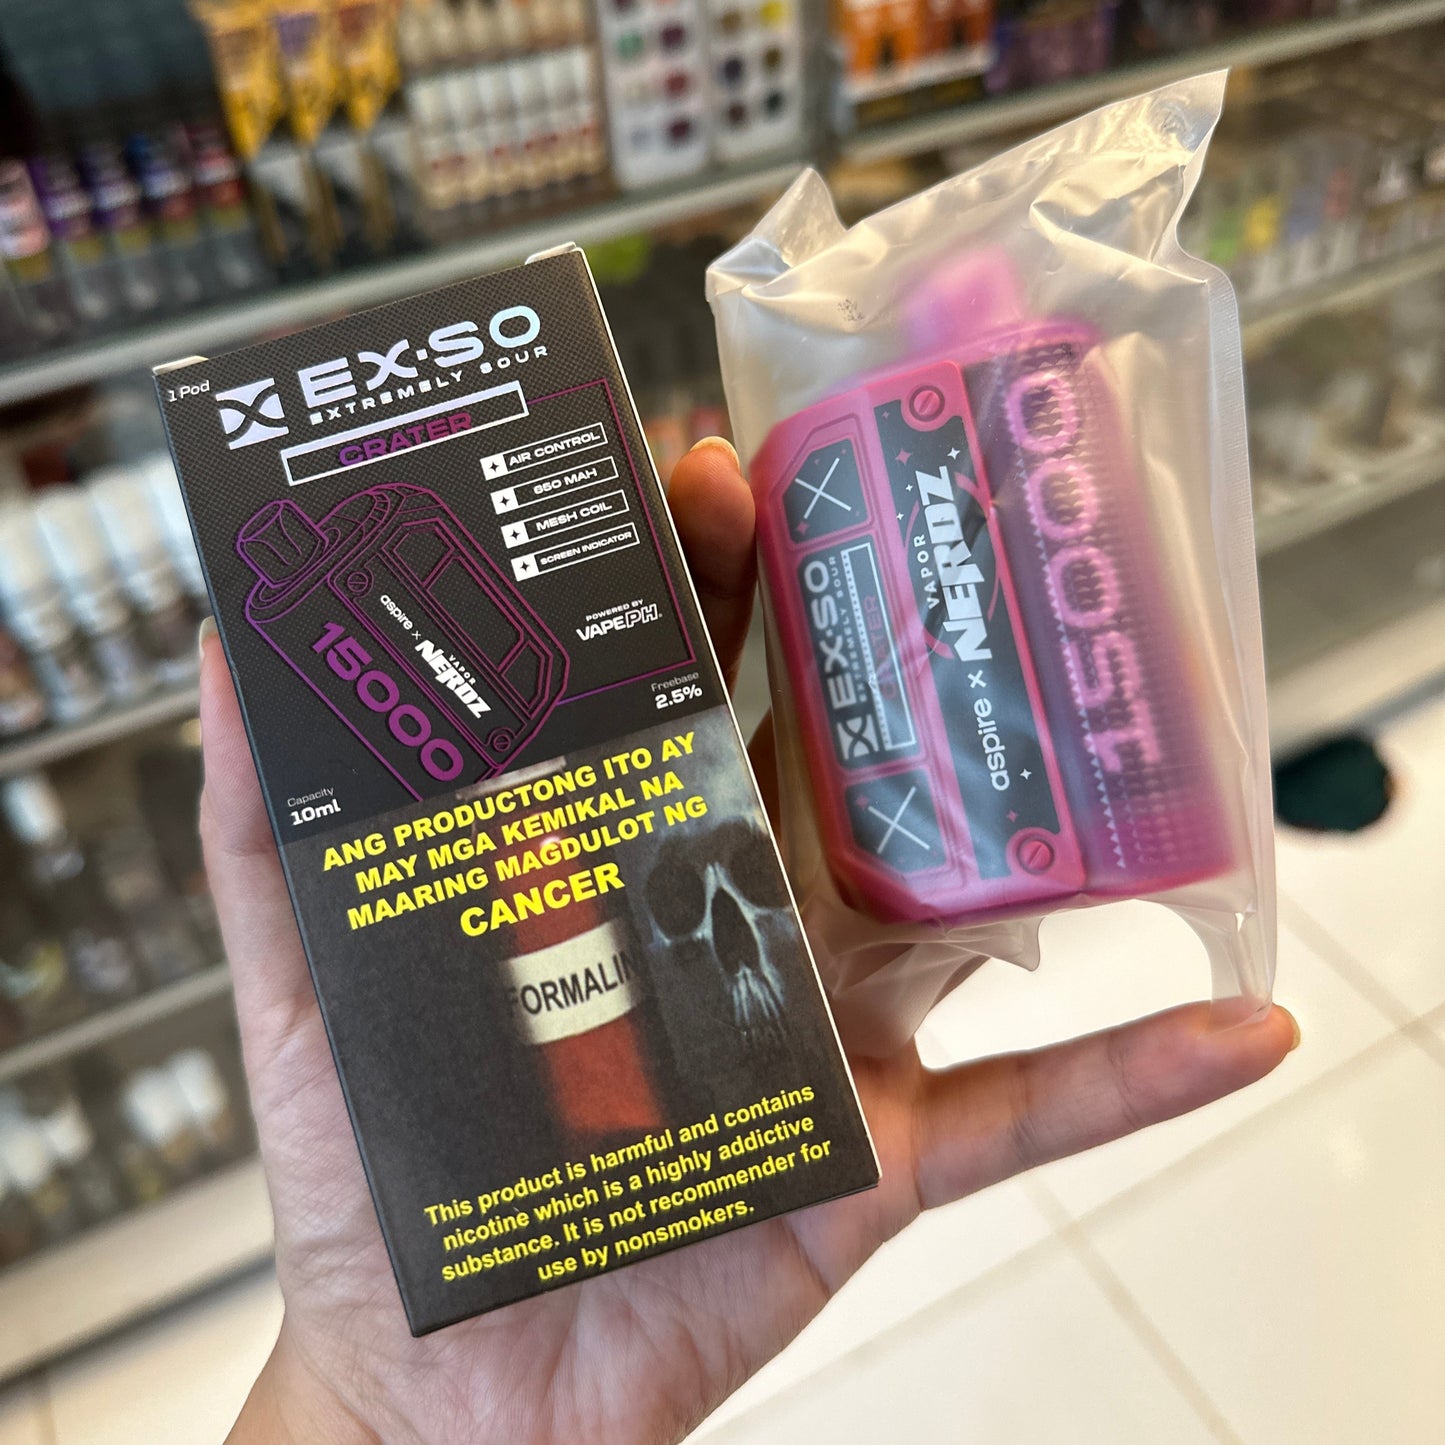 1 Pod
EX·SO
EXTREMELY SOUR
CRATER
AIR CONTROL
650 MAH
MESH COIL
SCREEN INDICATOR
aspire x VAPOR NERDZ
15000
POWERED BY
VAPEPH®
Freebase
2.5%
Capacity
10ml
ANG PRODUCTONG ITO AY
MAY MGA KEMIKAL NA
MAARING MAGDULOT NG
CANCER
FORMALIN
This product is harmful and contains
nicotine which is a highly addictive
substance. It is not recommender for
use by nonsmokers.
EX·SO
EXTREMELY SOUR
CRATER
aspire x VAPOR NERDZ
15000